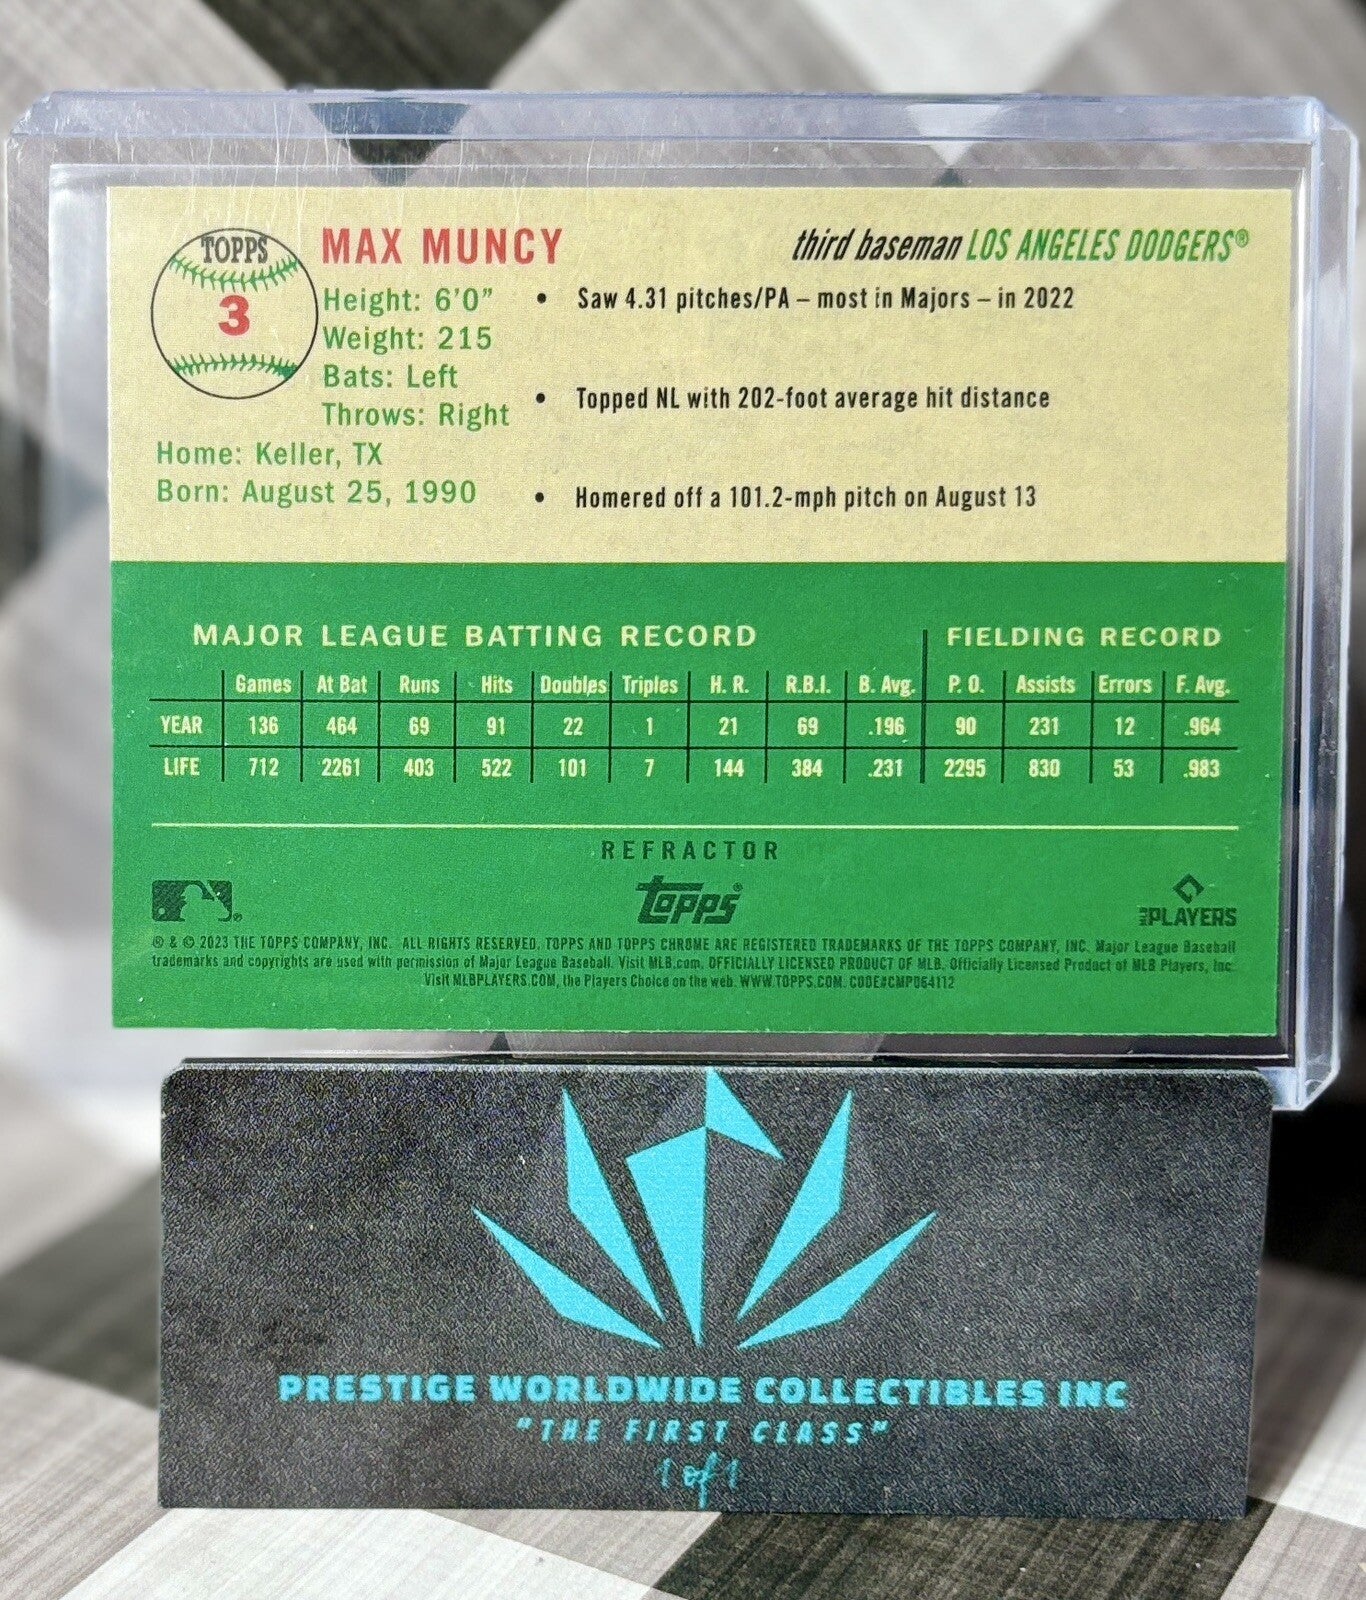 TOPPS
3
MAX MUNCY
third baseman LOS ANGELES DODGERS®
Height: 6'0"
Weight: 215
Bats: Left
Throws: Right
Home: Keller, TX
Born: August 25, 1990
• Saw 4.31 pitches/PA – most in Majors – in 2022
• Topped NL with 202-foot average hit distance
• Homered off a 101.2-mph pitch on August 13
MAJOR LEAGUE BATTING RECORD FIELDING RECORD
Games At Bat Runs Hits Doubles Triples H. R. R.B.I. B. Avg. P. O. Assists Errors F. Avg.
YEAR 136 464 69 91 22 1 21 69 .196 90 231 12 .964
LIFE 712 2261 403 522 101 7 144 384 .231 2295 830 53 .983
REFRACTOR
topps®
MLB PLAYERS
® & © 2023 THE TOPPS COMPANY, INC. ALL RIGHTS RESERVED. TOPPS AND TOPPS CHROME ARE REGISTERED TRADEMARKS OF THE TOPPS COMPANY, INC. Major League Baseball
trademarks and copyrights are used with permission of Major League Baseball. Visit MLB.com. OFFICIALLY LICENSED PRODUCT OF MLB. Officially Licensed Product of MLB Players, Inc.
Visit MLBPLAYERS.COM, the Players Choice on the web. WWW.TOPPS.COM. CODE#CMP064112
PRESTIGE WORLDWIDE COLLECTIBLES INC
"THE FIRST CLASS"
1 of 1